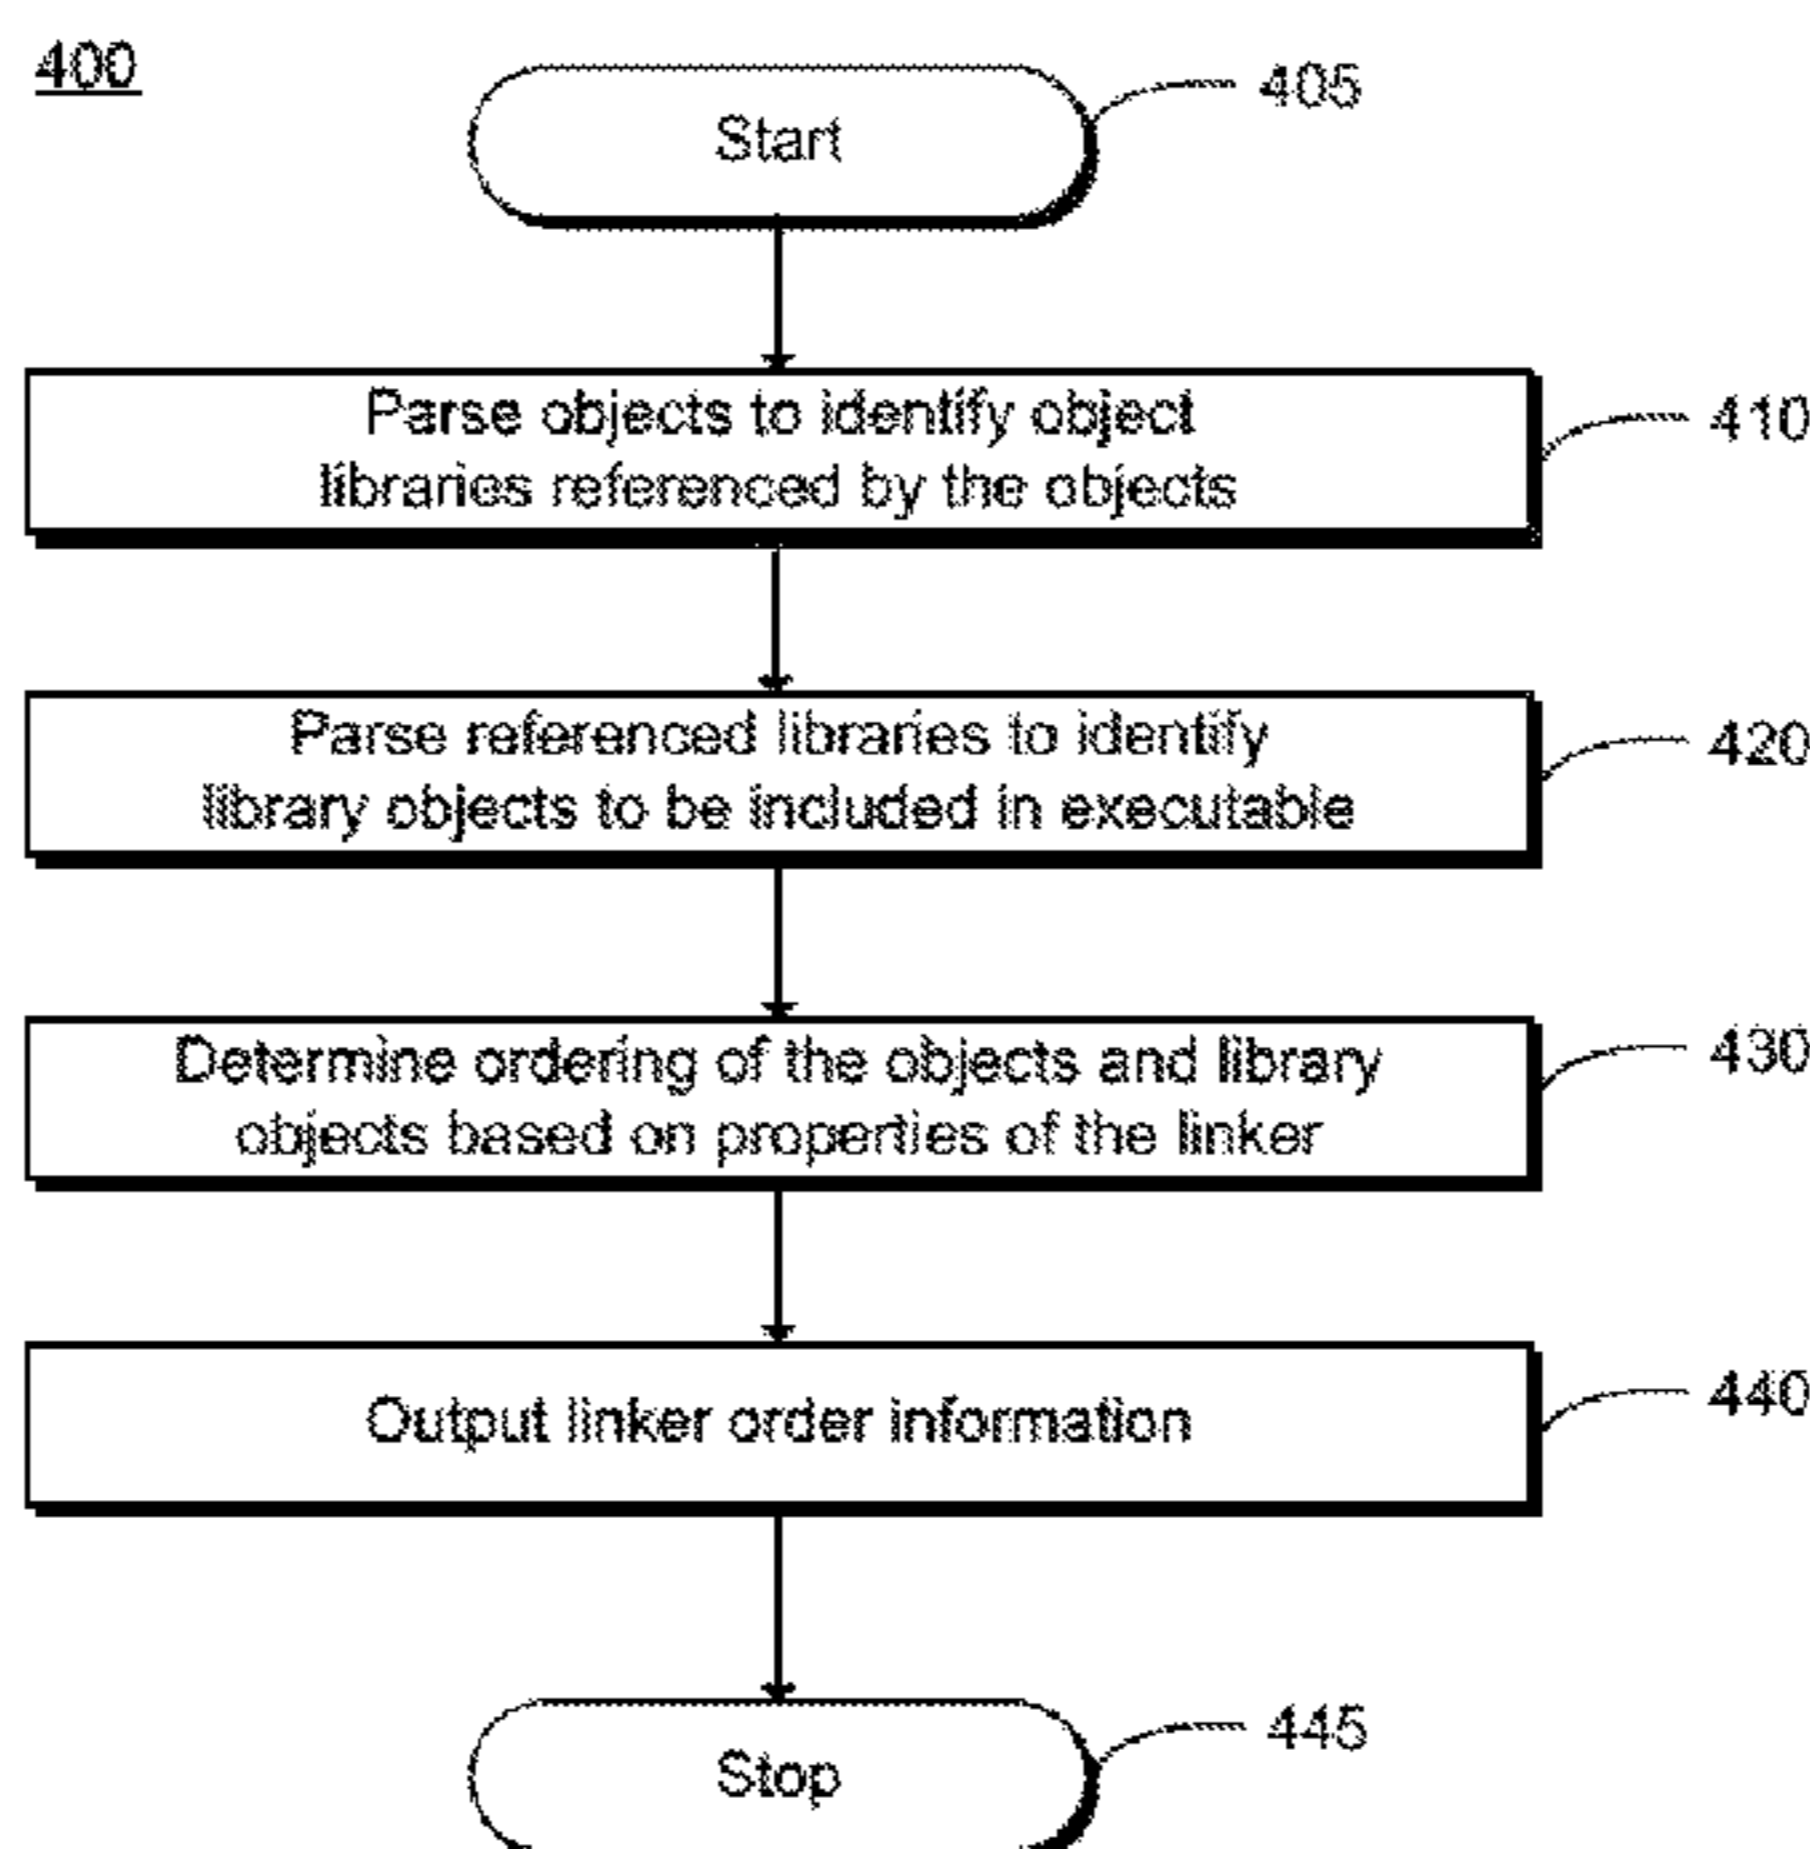 400
Start
405
Parse objects to identify object
libraries referenced by the objects
410
Parse referenced libraries to identify
library objects to be included in executable
420
Determine ordering of the objects and library
objects based on properties of the linker
430
Output linker order information
440
Stop
445